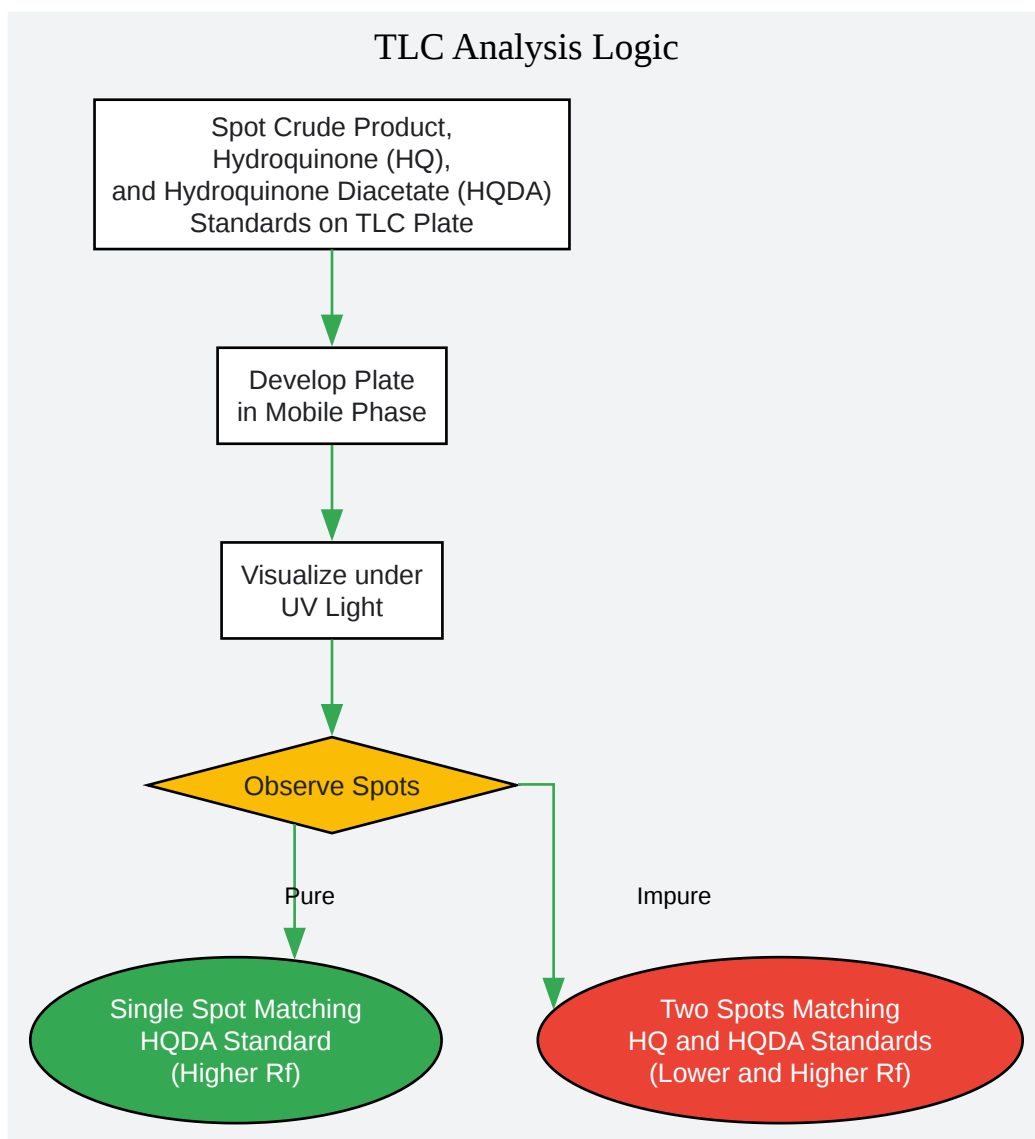 TLC Analysis Logic
Spot Crude Product,
Hydroquinone (HQ),
and Hydroquinone Diacetate (HQDA)
Standards on TLC Plate
Develop Plate
in Mobile Phase
Visualize under
UV Light
Observe Spots
Pure
Impure
Single Spot Matching
HQDA Standard
(Higher Rf)
Two Spots Matching
HQ and HQDA Standards
(Lower and Higher Rf)